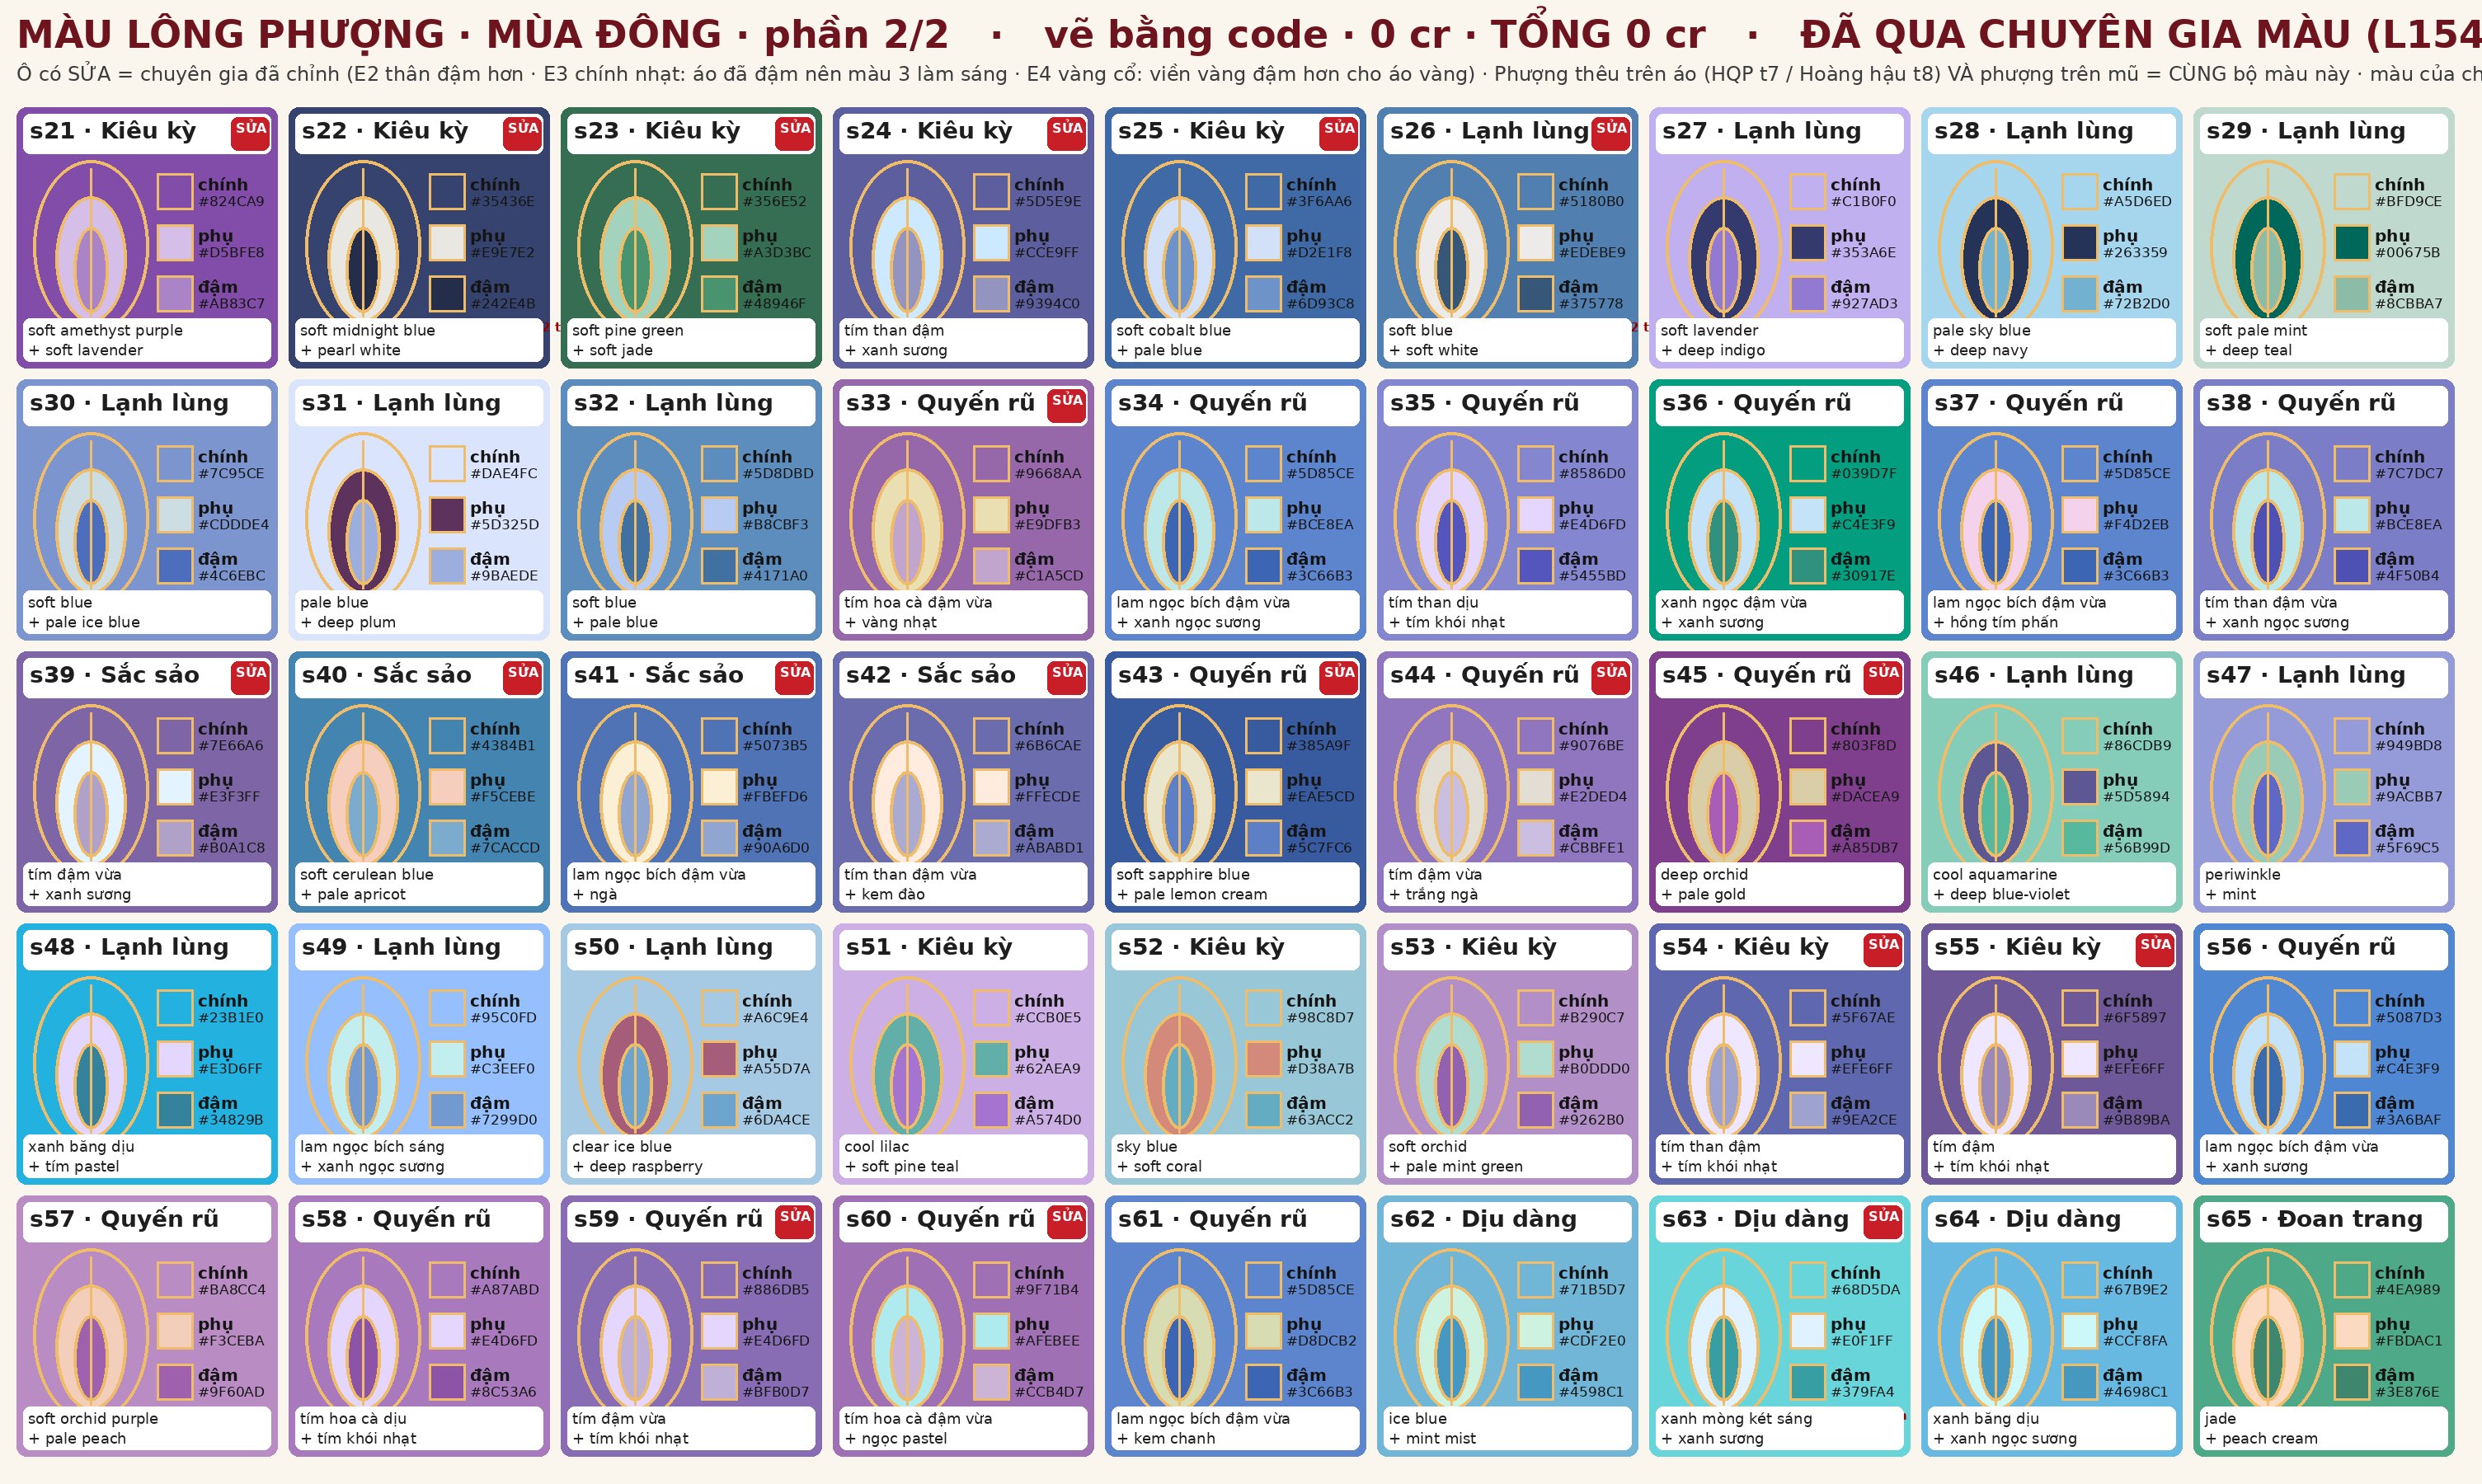 MÀU LÔNG PHƯỢNG · MÙA ĐÔNG · phần 2/2 · vẽ bằng code · 0 cr · TỔNG 0 cr · ĐÃ QUA CHUYÊN GIA MÀU (L154
Ô có SỬA = chuyên gia đã chỉnh (E2 thân đậm hơn · E3 chính nhạt: áo đã đậm nên màu 3 làm sáng · E4 vàng cổ: viền vàng đậm hơn cho áo vàng) · Phượng thêu trên áo (HQP t7 / Hoàng hậu t8) VÀ phượng trên mũ = CÙNG bộ màu này · màu của ch
s21 · Kiêu kỳ
SỬA
chính
#824CA9
phụ
#D5BFE8
đậm
#AB83C7
soft amethyst purple
+ soft lavender
s22 · Kiêu kỳ
SỬA
chính
#35436E
phụ
#E9E7E2
đậm
#242E4B
soft midnight blue
+ pearl white
s23 · Kiêu kỳ
SỬA
chính
#356E52
phụ
#A3D3BC
đậm
#48946F
soft pine green
+ soft jade
s24 · Kiêu kỳ
SỬA
chính
#5D5E9E
phụ
#CCE9FF
đậm
#9394C0
tím than đậm
+ xanh sương
s25 · Kiêu kỳ
SỬA
chính
#3F6AA6
phụ
#D2E1F8
đậm
#6D93C8
soft cobalt blue
+ pale blue
s26 · Lạnh lùng
SỬA
chính
#5180B0
phụ
#EDEBE9
đậm
#375778
soft blue
+ soft white
s27 · Lạnh lùng
chính
#C1B0F0
phụ
#353A6E
đậm
#927AD3
soft lavender
+ deep indigo
s28 · Lạnh lùng
chính
#A5D6ED
phụ
#263359
đậm
#72B2D0
pale sky blue
+ deep navy
s29 · Lạnh lùng
chính
#BFD9CE
phụ
#00675B
đậm
#8CBBA7
soft pale mint
+ deep teal
s30 · Lạnh lùng
chính
#7C95CE
phụ
#CDDDE4
đậm
#4C6EBC
soft blue
+ pale ice blue
s31 · Lạnh lùng
chính
#DAE4FC
phụ
#5D325D
đậm
#9BAEDE
pale blue
+ deep plum
s32 · Lạnh lùng
chính
#5D8DBD
phụ
#B8CBF3
đậm
#4171A0
soft blue
+ pale blue
s33 · Quyến rũ
SỬA
chính
#9668AA
phụ
#E9DFB3
đậm
#C1A5CD
tím hoa cà đậm vừa
+ vàng nhạt
s34 · Quyến rũ
chính
#5D85CE
phụ
#BCE8EA
đậm
#3C66B3
lam ngọc bích đậm vừa
+ xanh ngọc sương
s35 · Quyến rũ
chính
#8586D0
phụ
#E4D6FD
đậm
#5455BD
tím than dịu
+ tím khói nhạt
s36 · Quyến rũ
chính
#039D7F
phụ
#C4E3F9
đậm
#30917E
xanh ngọc đậm vừa
+ xanh sương
s37 · Quyến rũ
chính
#5D85CE
phụ
#F4D2EB
đậm
#3C66B3
lam ngọc bích đậm vừa
+ hồng tím phấn
s38 · Quyến rũ
chính
#7C7DC7
phụ
#BCE8EA
đậm
#4F50B4
tím than đậm vừa
+ xanh ngọc sương
s39 · Sắc sảo
SỬA
chính
#7E66A6
phụ
#E3F3FF
đậm
#B0A1C8
tím đậm vừa
+ xanh sương
s40 · Sắc sảo
SỬA
chính
#4384B1
phụ
#F5CEBE
đậm
#7CACCD
soft cerulean blue
+ pale apricot
s41 · Sắc sảo
SỬA
chính
#5073B5
phụ
#FBEFD6
đậm
#90A6D0
lam ngọc bích đậm vừa
+ ngà
s42 · Sắc sảo
SỬA
chính
#6B6CAE
phụ
#FFECDE
đậm
#ABABD1
tím than đậm vừa
+ kem đào
s43 · Quyến rũ
SỬA
chính
#385A9F
phụ
#EAE5CD
đậm
#5C7FC6
soft sapphire blue
+ pale lemon cream
s44 · Quyến rũ
SỬA
chính
#9076BE
phụ
#E2DED4
đậm
#CBBFE1
tím đậm vừa
+ trắng ngà
s45 · Quyến rũ
SỬA
chính
#803F8D
phụ
#DACEA9
đậm
#A85DB7
deep orchid
+ pale gold
s46 · Lạnh lùng
chính
#86CDB9
phụ
#5D5894
đậm
#56B99D
cool aquamarine
+ deep blue-violet
s47 · Lạnh lùng
chính
#949BD8
phụ
#9ACBB7
đậm
#5F69C5
periwinkle
+ mint
s48 · Lạnh lùng
chính
#23B1E0
phụ
#E3D6FF
đậm
#34829B
xanh băng dịu
+ tím pastel
s49 · Lạnh lùng
chính
#95C0FD
phụ
#C3EEF0
đậm
#7299D0
lam ngọc bích sáng
+ xanh ngọc sương
s50 · Lạnh lùng
chính
#A6C9E4
phụ
#A55D7A
đậm
#6DA4CE
clear ice blue
+ deep raspberry
s51 · Kiêu kỳ
chính
#CCB0E5
phụ
#62AEA9
đậm
#A574D0
cool lilac
+ soft pine teal
s52 · Kiêu kỳ
chính
#98C8D7
phụ
#D38A7B
đậm
#63ACC2
sky blue
+ soft coral
s53 · Kiêu kỳ
chính
#B290C7
phụ
#B0DDD0
đậm
#9262B0
soft orchid
+ pale mint green
s54 · Kiêu kỳ
SỬA
chính
#5F67AE
phụ
#EFE6FF
đậm
#9EA2CE
tím than đậm
+ tím khói nhạt
s55 · Kiêu kỳ
SỬA
chính
#6F5897
phụ
#EFE6FF
đậm
#9B89BA
tím đậm
+ tím khói nhạt
s56 · Quyến rũ
chính
#5087D3
phụ
#C4E3F9
đậm
#3A6BAF
lam ngọc bích đậm vừa
+ xanh sương
s57 · Quyến rũ
chính
#BA8CC4
phụ
#F3CEBA
đậm
#9F60AD
soft orchid purple
+ pale peach
s58 · Quyến rũ
chính
#A87ABD
phụ
#E4D6FD
đậm
#8C53A6
tím hoa cà dịu
+ tím khói nhạt
s59 · Quyến rũ
SỬA
chính
#886DB5
phụ
#E4D6FD
đậm
#BFB0D7
tím đậm vừa
+ tím khói nhạt
s60 · Quyến rũ
SỬA
chính
#9F71B4
phụ
#AFEBEE
đậm
#CCB4D7
tím hoa cà đậm vừa
+ ngọc pastel
s61 · Quyến rũ
chính
#5D85CE
phụ
#D8DCB2
đậm
#3C66B3
lam ngọc bích đậm vừa
+ kem chanh
s62 · Dịu dàng
chính
#71B5D7
phụ
#CDF2E0
đậm
#4598C1
ice blue
+ mint mist
s63 · Dịu dàng
SỬA
chính
#68D5DA
phụ
#E0F1FF
đậm
#379FA4
xanh mòng két sáng
+ xanh sương
s64 · Dịu dàng
chính
#67B9E2
phụ
#CCF8FA
đậm
#4698C1
xanh băng dịu
+ xanh ngọc sương
s65 · Đoan trang
chính
#4EA989
phụ
#FBDAC1
đậm
#3E876E
jade
+ peach cream